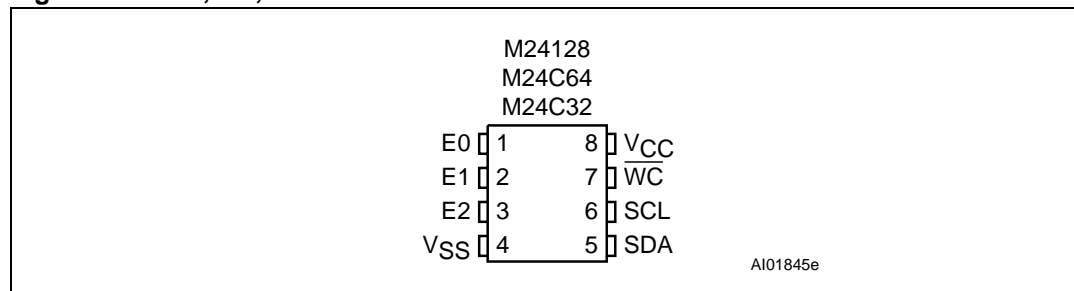 M24128
M24C64
M24C32
E0 1 8 VCC
E1 2 7 WC
E2 3 6 SCL
VSS 4 5 SDA
AI01845e